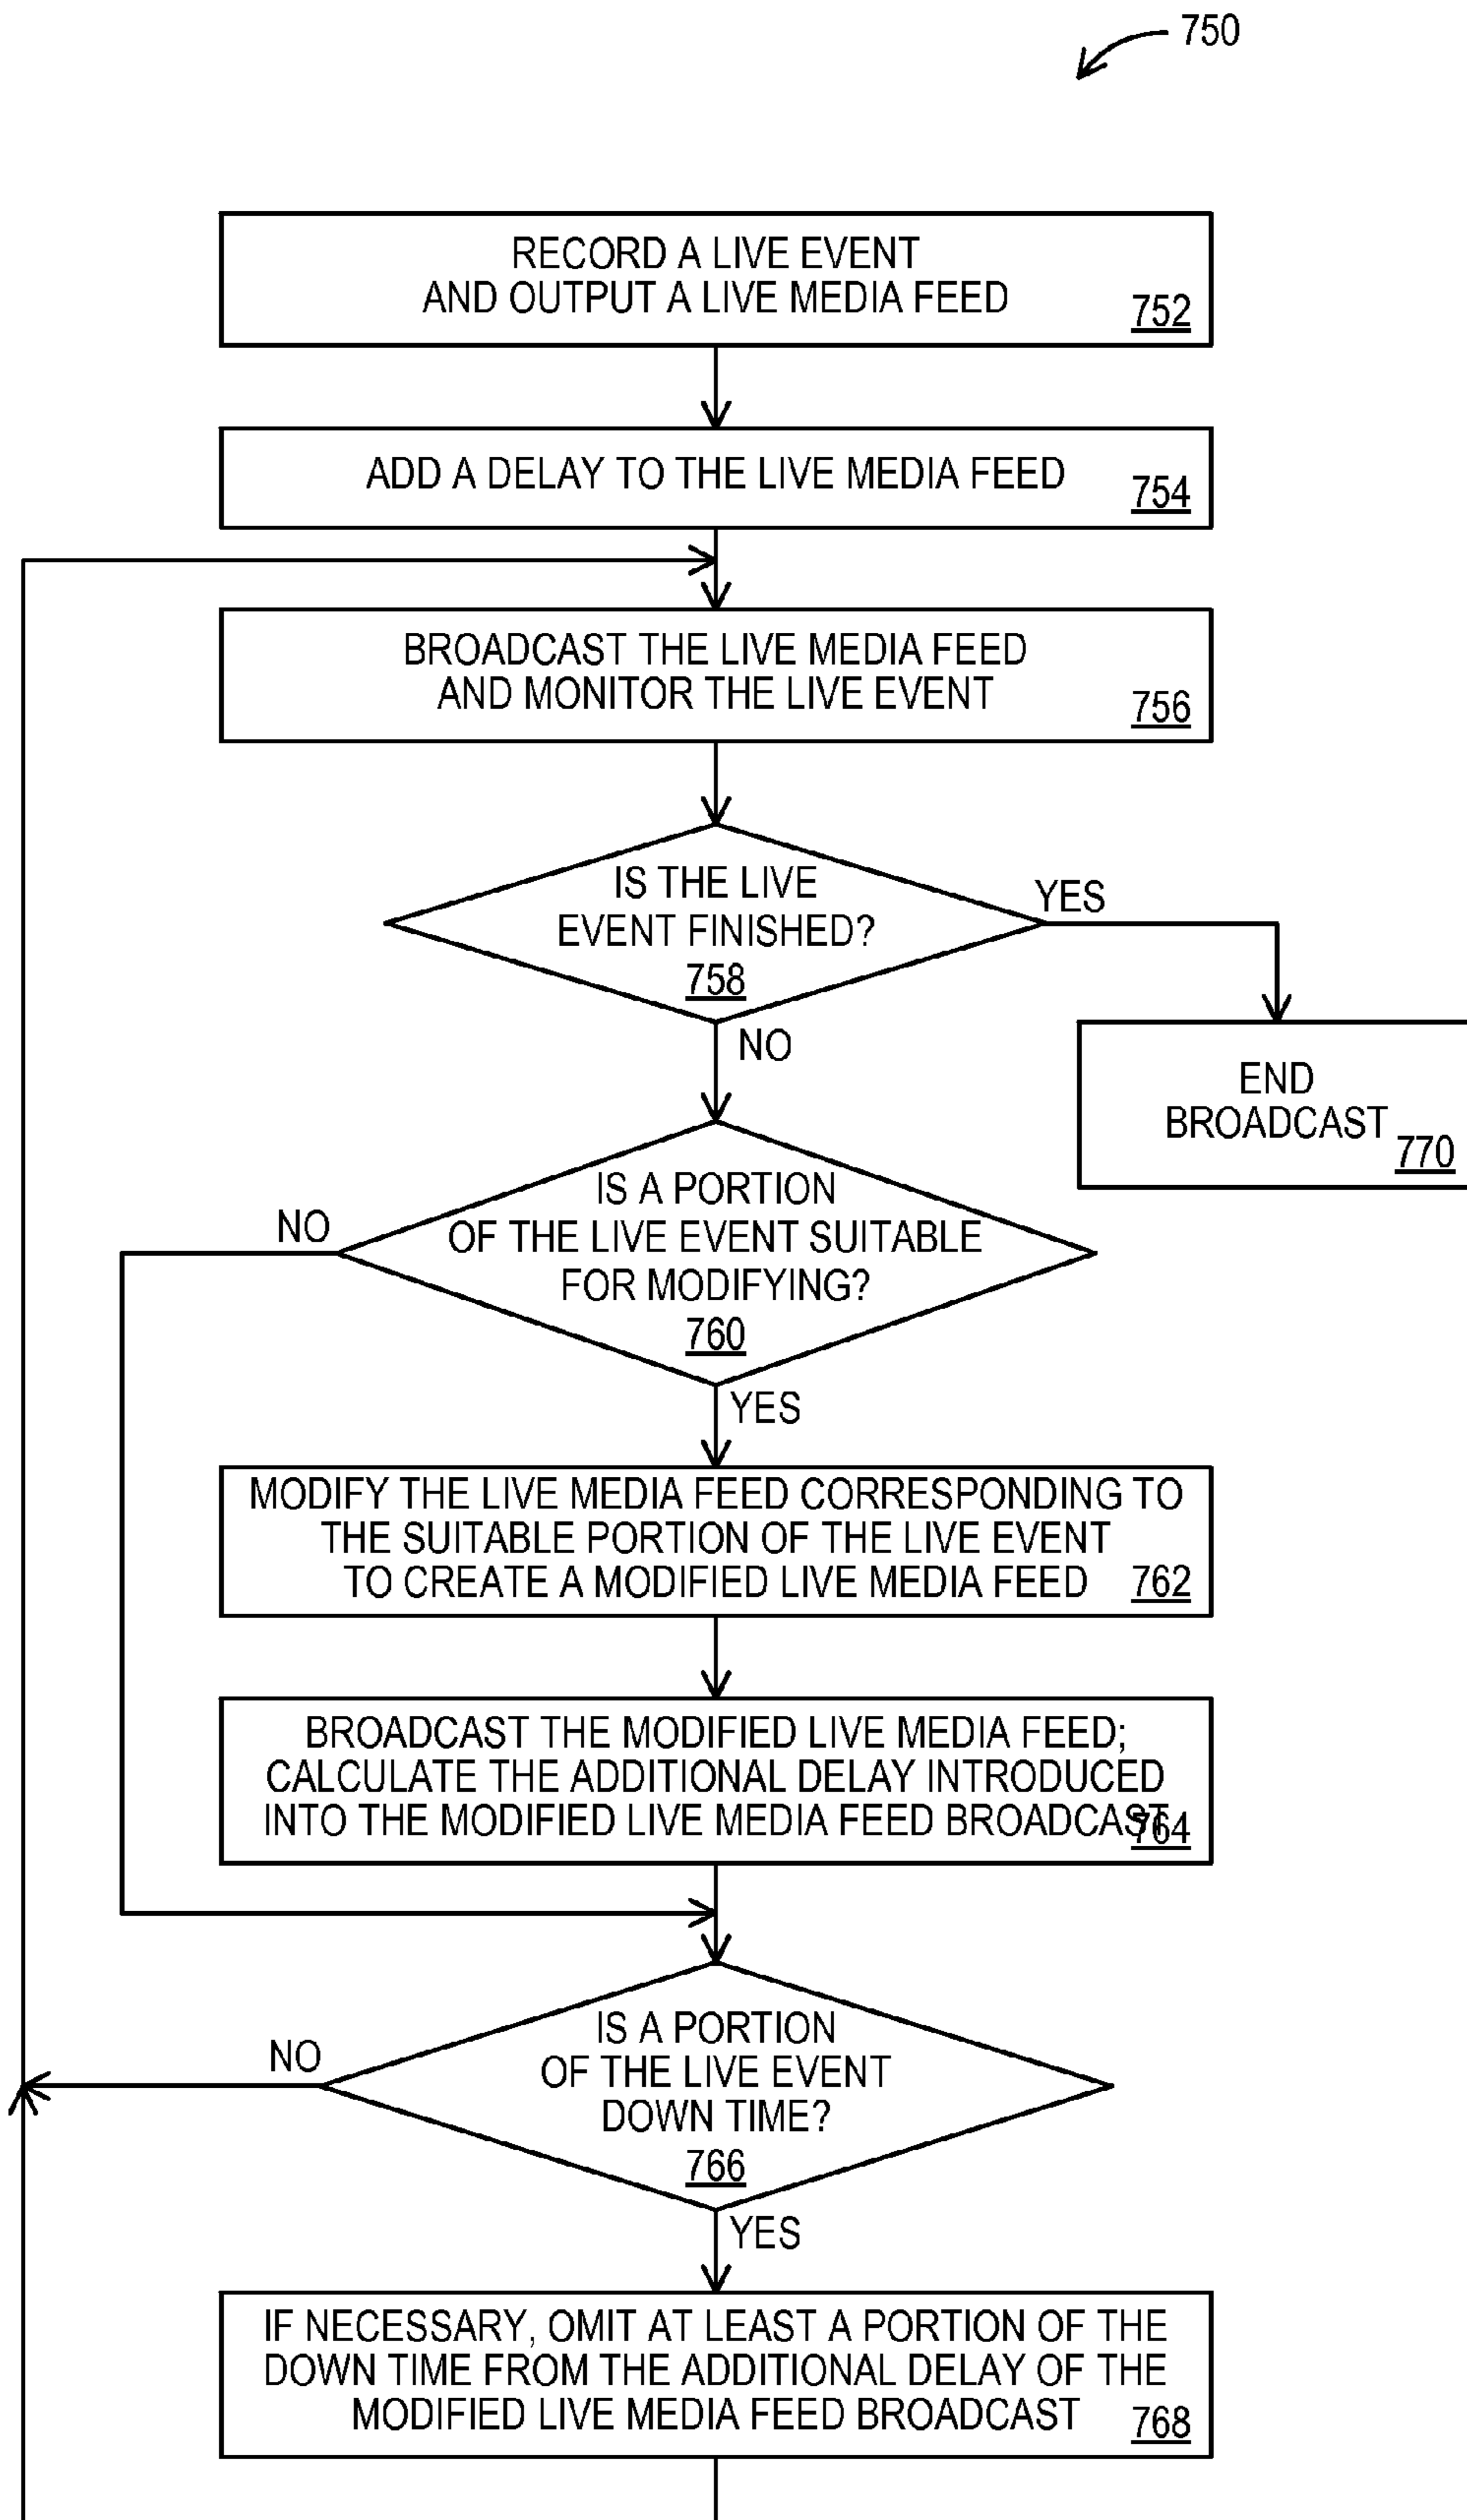 750
RECORD A LIVE EVENT
AND OUTPUT A LIVE MEDIA FEED
752
ADD A DELAY TO THE LIVE MEDIA FEED
754
BROADCAST THE LIVE MEDIA FEED
AND MONITOR THE LIVE EVENT
756
IS THE LIVE
EVENT FINISHED?
758
YES
NO
END
BROADCAST
770
IS A PORTION
OF THE LIVE EVENT SUITABLE
FOR MODIFYING?
760
NO
YES
MODIFY THE LIVE MEDIA FEED CORRESPONDING TO
THE SUITABLE PORTION OF THE LIVE EVENT
TO CREATE A MODIFIED LIVE MEDIA FEED
762
BROADCAST THE MODIFIED LIVE MEDIA FEED;
CALCULATE THE ADDITIONAL DELAY INTRODUCED
INTO THE MODIFIED LIVE MEDIA FEED BROADCAST
764
IS A PORTION
OF THE LIVE EVENT
DOWN TIME?
766
NO
YES
IF NECESSARY, OMIT AT LEAST A PORTION OF THE
DOWN TIME FROM THE ADDITIONAL DELAY OF THE
MODIFIED LIVE MEDIA FEED BROADCAST
768